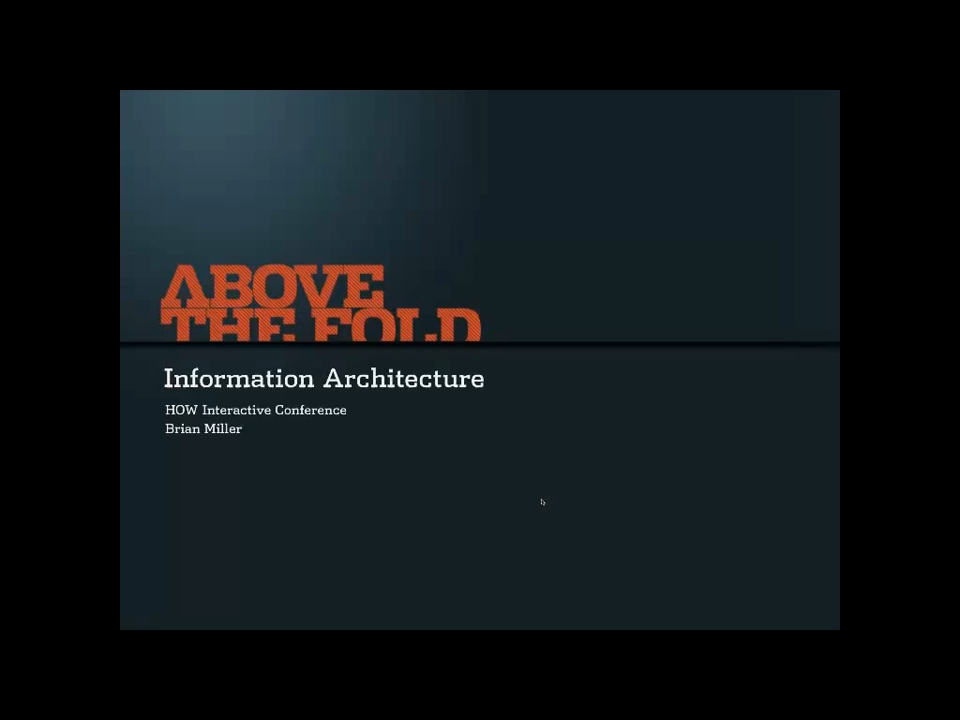 ABOVE
THE FOLD
Information Architecture
HOW Interactive Conference
Brian Miller